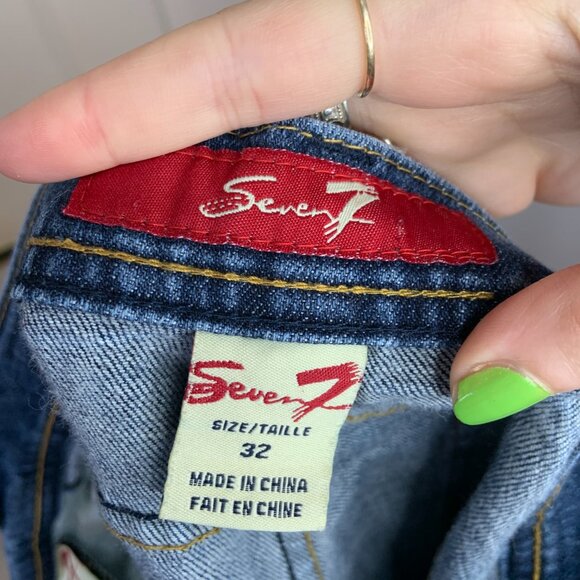 Seven7
Seven7
SIZE/TAILLE
32
MADE IN CHINA
FAIT EN CHINE